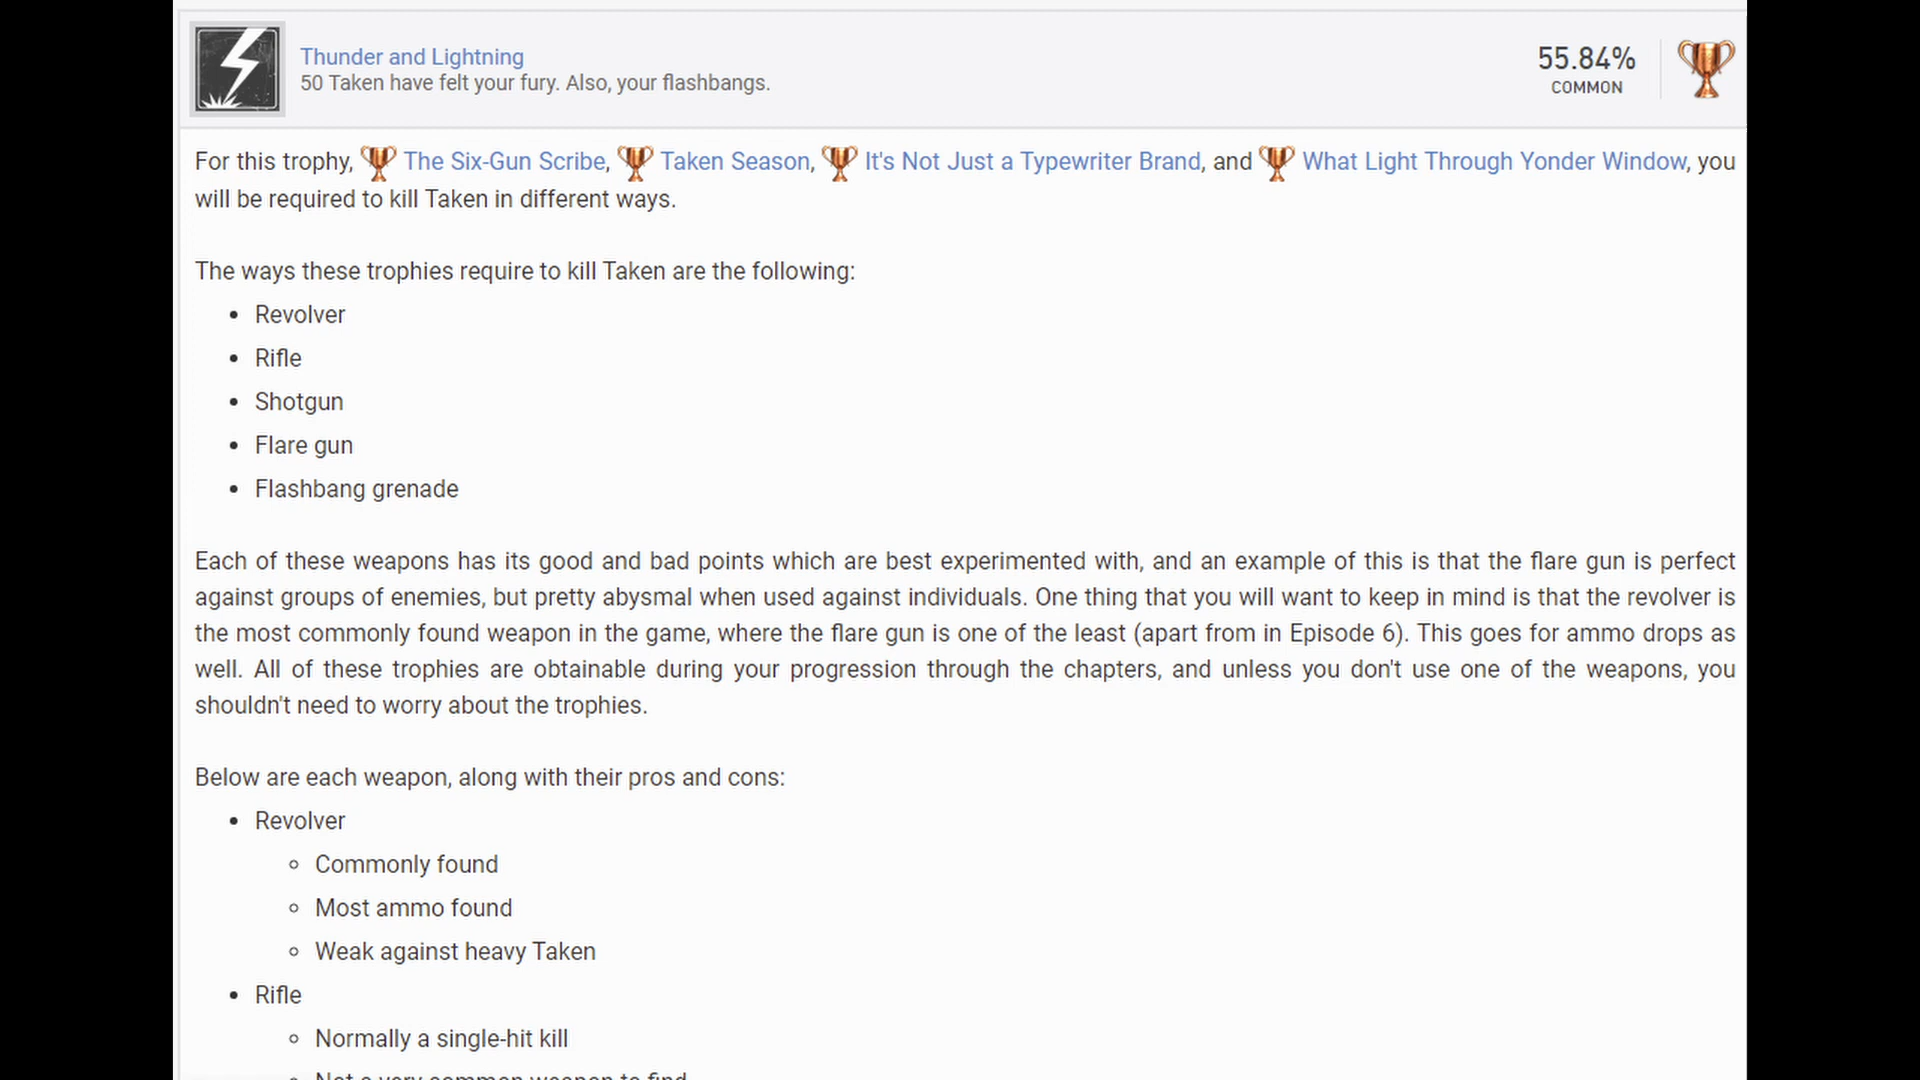 Thunder and Lightning
50 Taken have felt your fury. Also, your flashbangs.
55.84%
COMMON
For this trophy, The Six-Gun Scribe, Taken Season, It's Not Just a Typewriter Brand, and What Light Through Yonder Window, you
will be required to kill Taken in different ways.
The ways these trophies require to kill Taken are the following:
• Revolver
• Rifle
• Shotgun
• Flare gun
• Flashbang grenade
Each of these weapons has its good and bad points which are best experimented with, and an example of this is that the flare gun is perfect
against groups of enemies, but pretty abysmal when used against individuals. One thing that you will want to keep in mind is that the revolver is
the most commonly found weapon in the game, where the flare gun is one of the least (apart from in Episode 6). This goes for ammo drops as
well. All of these trophies are obtainable during your progression through the chapters, and unless you don't use one of the weapons, you
shouldn't need to worry about the trophies.
Below are each weapon, along with their pros and cons:
• Revolver
◦ Commonly found
◦ Most ammo found
◦ Weak against heavy Taken
• Rifle
◦ Normally a single-hit kill
◦ Not a very common weapon to find